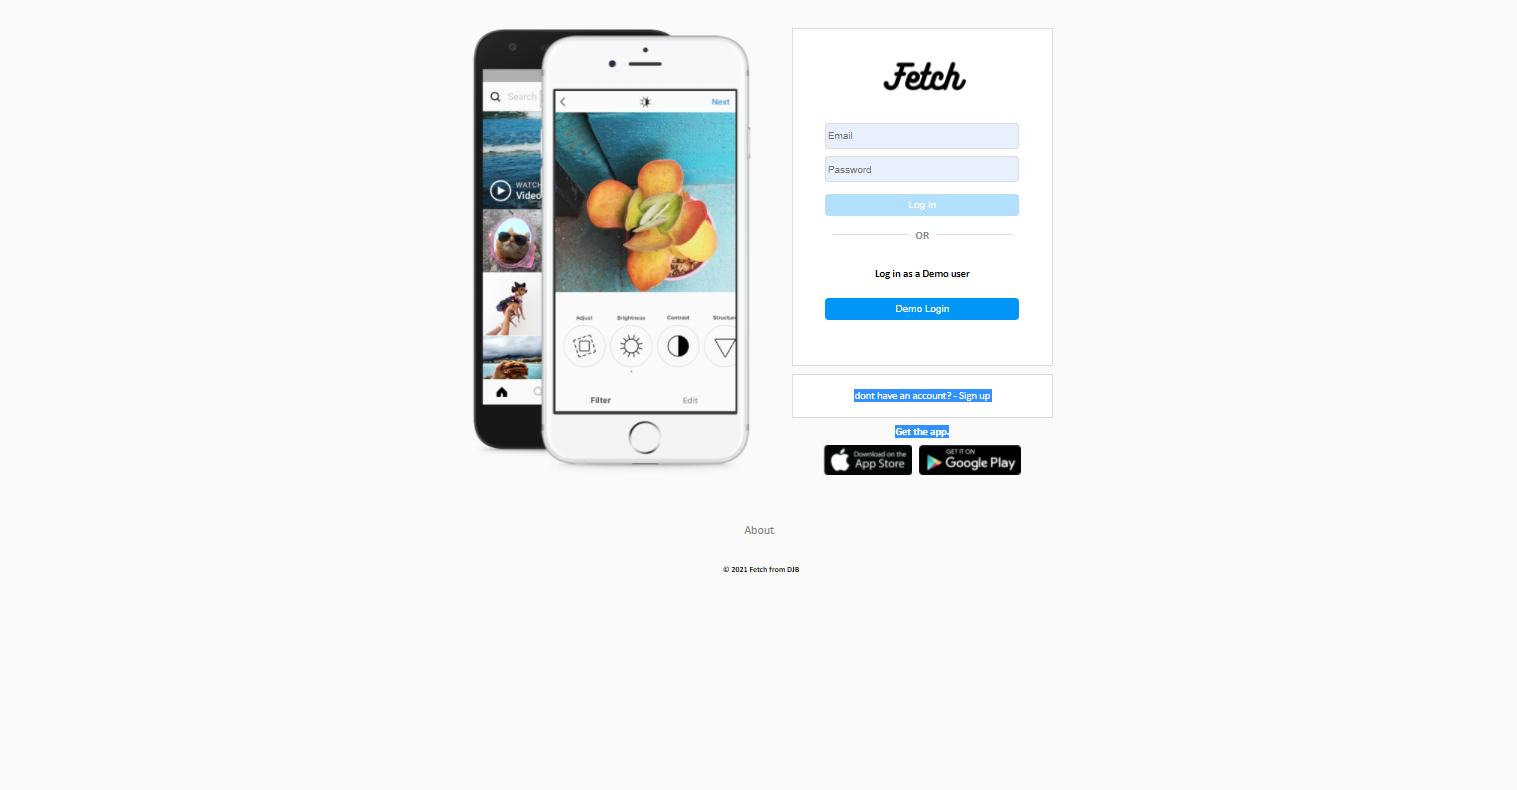 Search
WATCH
Video
Next
Adjust
Brightness
Contrast
Structure
Filter
Edit
Fetch
Email
Password
Log In
OR
Log in as a Demo user
Demo Login
dont have an account? - Sign up
Get the app.
Download on the
App Store
GET IT ON
Google Play
About
© 2021 Fetch from DJB